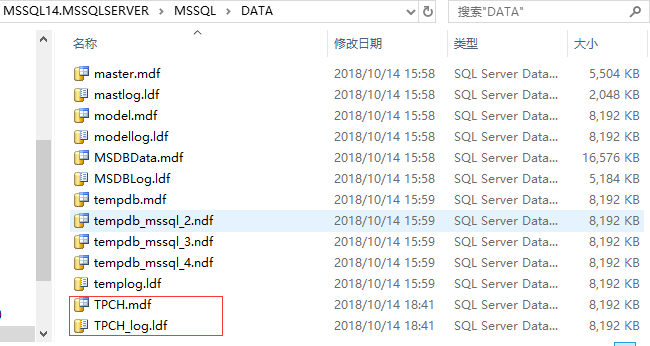 MSSQL14.MSSQLSERVER > MSSQL > DATA 搜索"DATA"
名称 修改日期 类型 大小
master.mdf 2018/10/14 15:58 SQL Server Data... 5,504 KB
mastlog.ldf 2018/10/14 15:58 SQL Server Data... 2,048 KB
model.mdf 2018/10/14 15:58 SQL Server Data... 8,192 KB
modellog.ldf 2018/10/14 15:58 SQL Server Data... 8,192 KB
MSDBData.mdf 2018/10/14 15:58 SQL Server Data... 16,576 KB
MSDBLog.ldf 2018/10/14 15:58 SQL Server Data... 5,184 KB
tempdb.mdf 2018/10/14 15:59 SQL Server Data... 8,192 KB
tempdb_mssql_2.ndf 2018/10/14 15:59 SQL Server Data... 8,192 KB
tempdb_mssql_3.ndf 2018/10/14 15:59 SQL Server Data... 8,192 KB
tempdb_mssql_4.ndf 2018/10/14 15:59 SQL Server Data... 8,192 KB
templog.ldf 2018/10/14 15:59 SQL Server Data... 8,192 KB
TPCH.mdf 2018/10/14 18:41 SQL Server Data... 8,192 KB
TPCH_log.ldf 2018/10/14 18:41 SQL Server Data... 8,192 KB